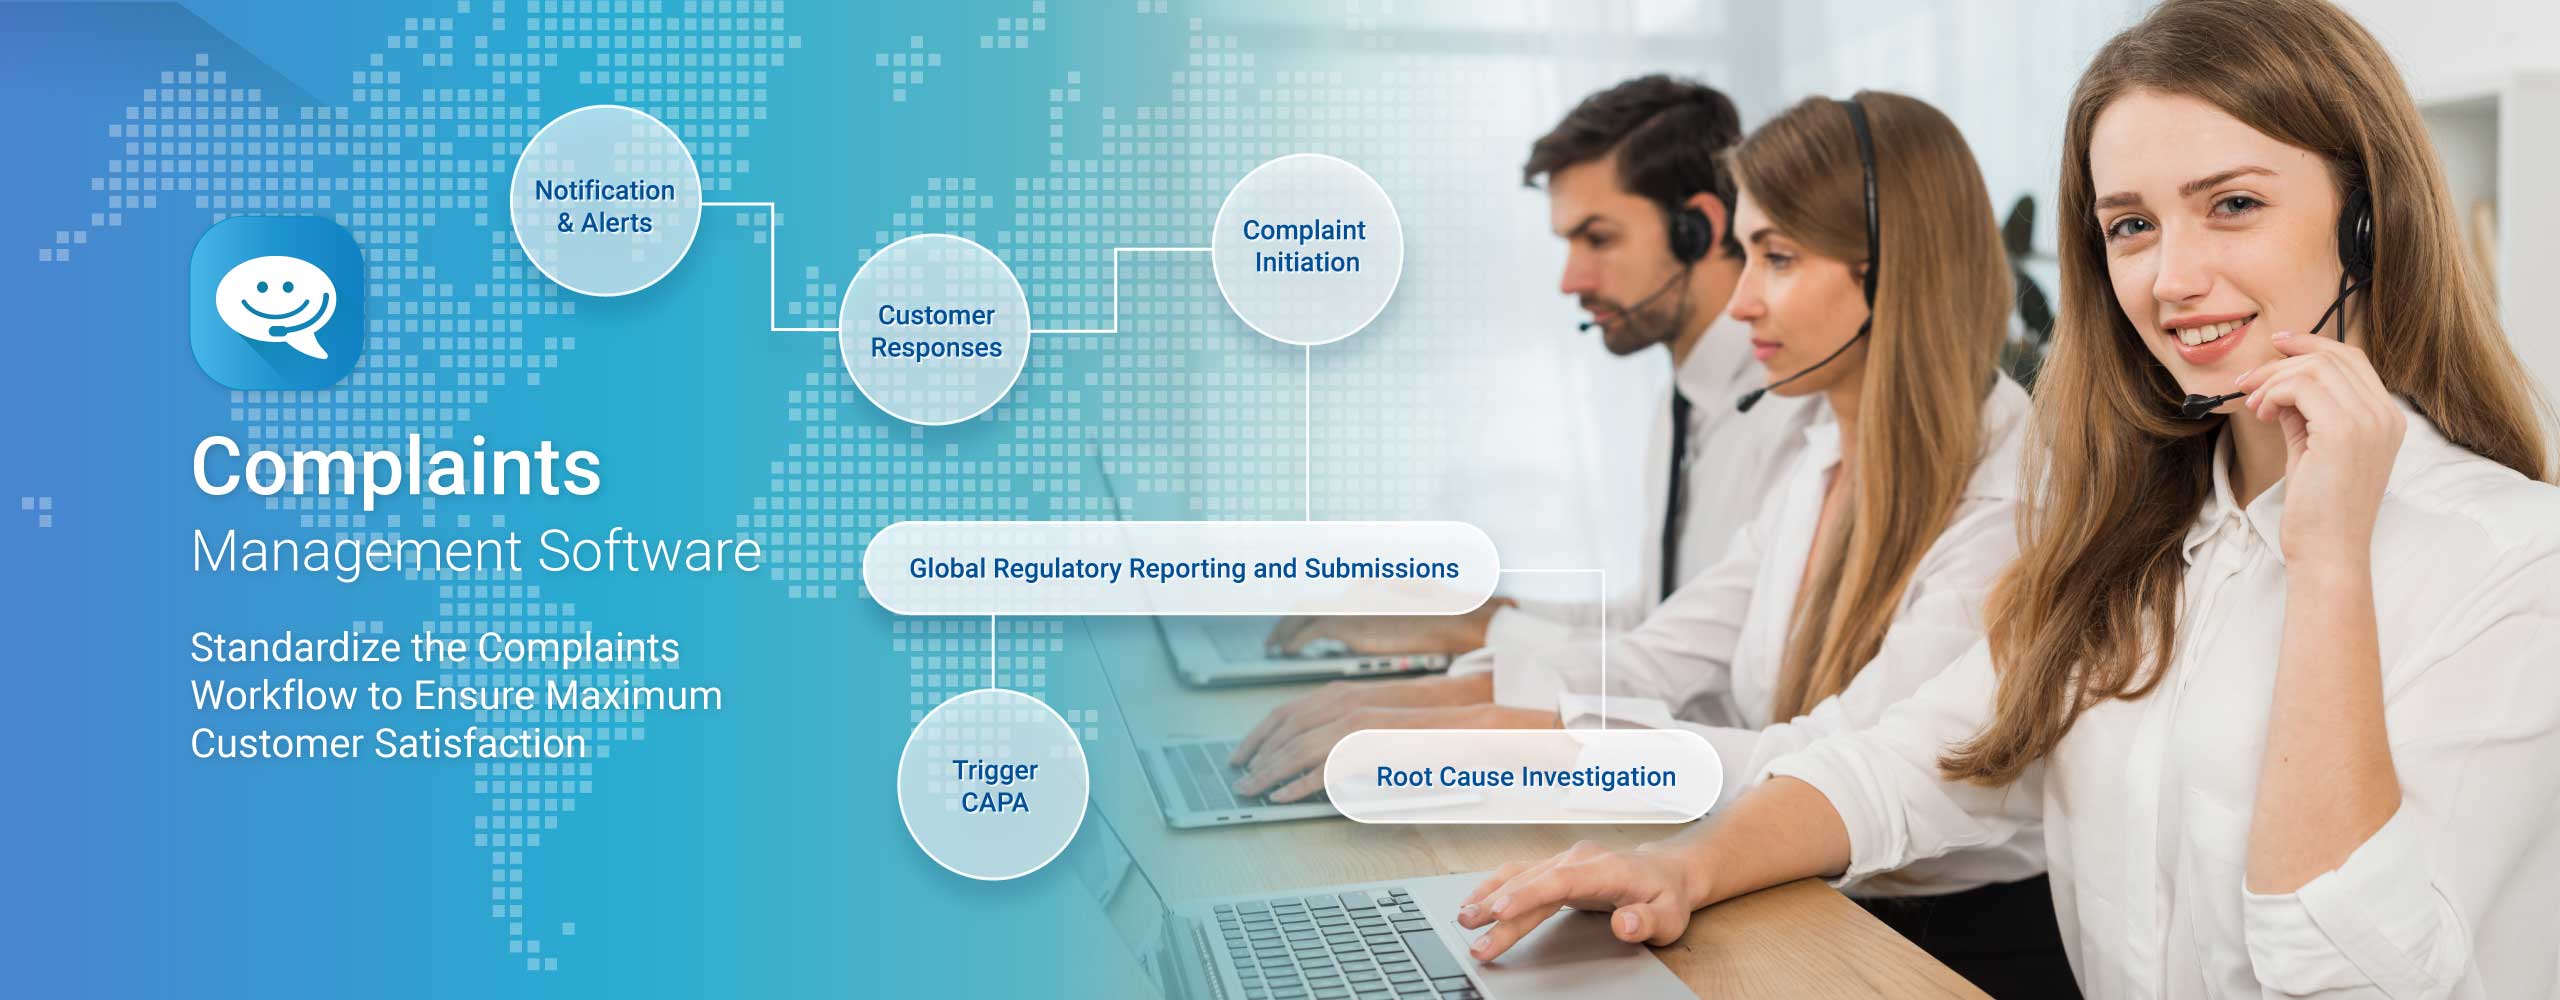 Notification
& Alerts
Customer
Responses
Complaint
Initiation
Complaints
Management Software
Global Regulatory Reporting and Submissions
Standardize the Complaints
Workflow to Ensure Maximum
Customer Satisfaction
Trigger
CAPA
Root Cause Investigation